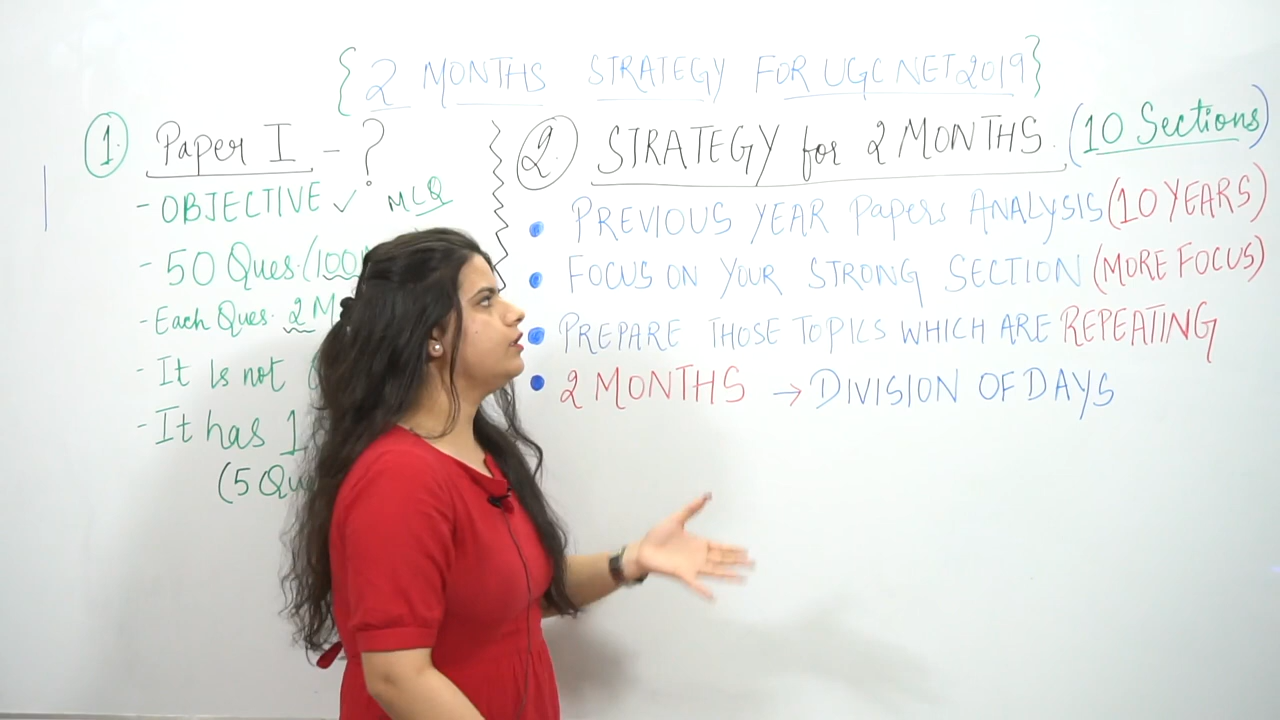 {2 MONTHS STRATEGY FOR UGC NET 2019}
1. Paper I - ?
- OBJECTIVE ✓ MCQ
- 50 Ques. (100
- Each Ques. 2 M
- It Is not
- It has 1
(5 Que
2. STRATEGY for 2 MONTHS. (10 Sections)
• PREVIOUS YEAR Papers ANALYSIS (10 YEARS)
• FOCUS ON YOUR STRONG SECTION (MORE FOCUS)
• PREPARE THOSE TOPICS WHICH ARE REPEATING
• 2 MONTHS → DIVISION OF DAYS